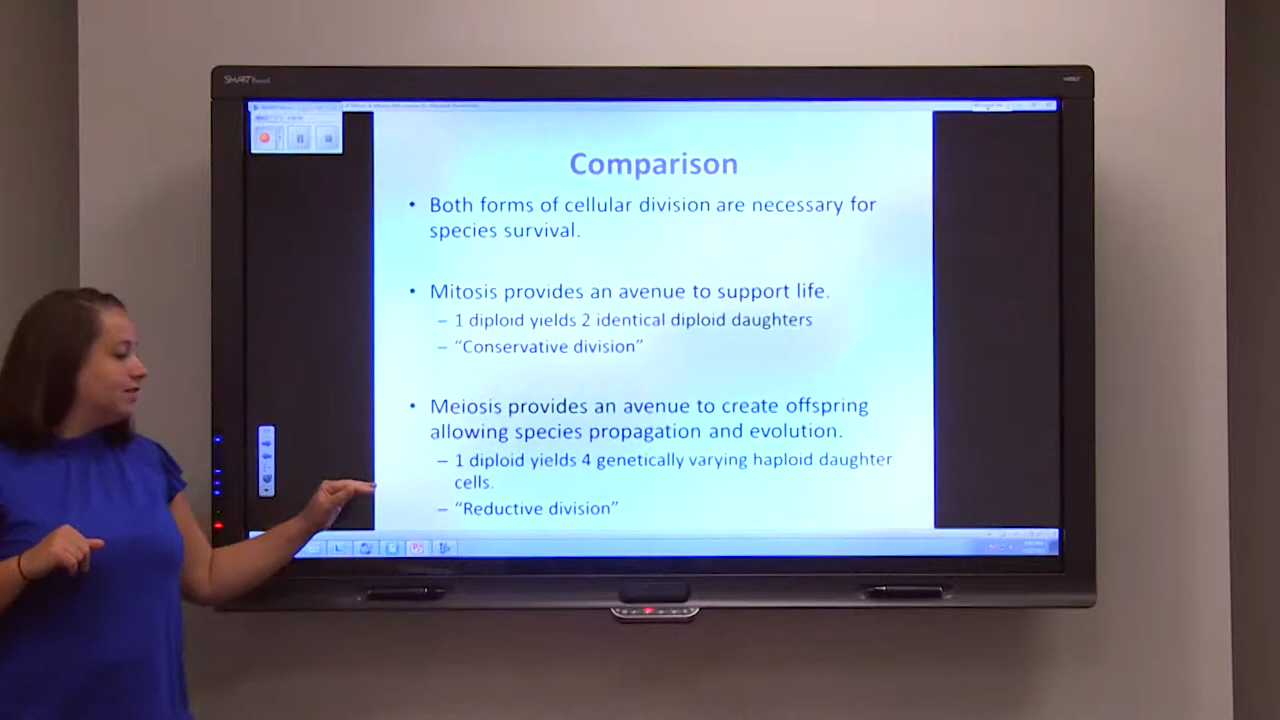 SMART Board
Comparison
• Both forms of cellular division are necessary for
species survival.
• Mitosis provides an avenue to support life.
– 1 diploid yields 2 identical diploid daughters
– “Conservative division”
• Meiosis provides an avenue to create offspring
allowing species propagation and evolution.
– 1 diploid yields 4 genetically varying haploid daughter
cells.
– “Reductive division”